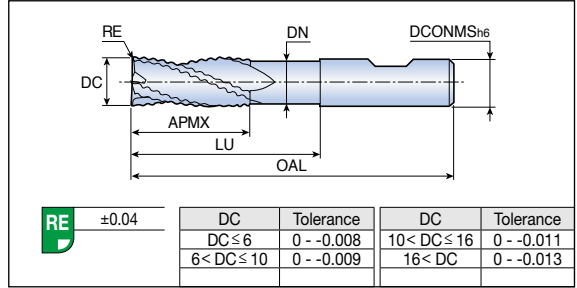 RE
DN
DCONMSh6
DC
APMX
LU
OAL
RE ±0.04
DC Tolerance DC Tolerance
DC≤6 0 - -0.008 10<DC≤16 0 - -0.011
6<DC≤10 0 - -0.009 16<DC 0 - -0.013